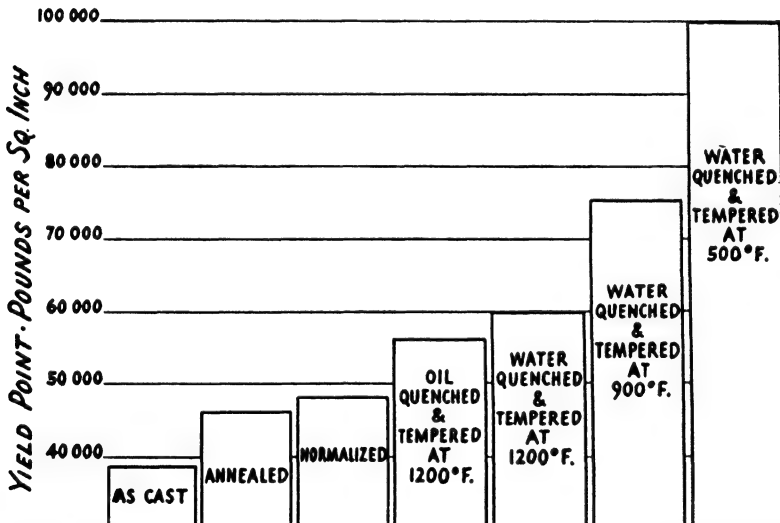 YIELD POINT·POUNDS PER SQ. INCH
100 000
90 000
80 000
70 000
60 000
50 000
40 000
AS CAST
ANNEALED
NORMALIZED
OIL
QUENCHED
&
TEMPERED
AT
1200°F.
WATER
QUENCHED
&
TEMPERED
AT
1200°F.
WATER
QUENCHED
&
TEMPERED
AT
900°F.
WATER
QUENCHED
&
TEMPERED
AT
500°F.